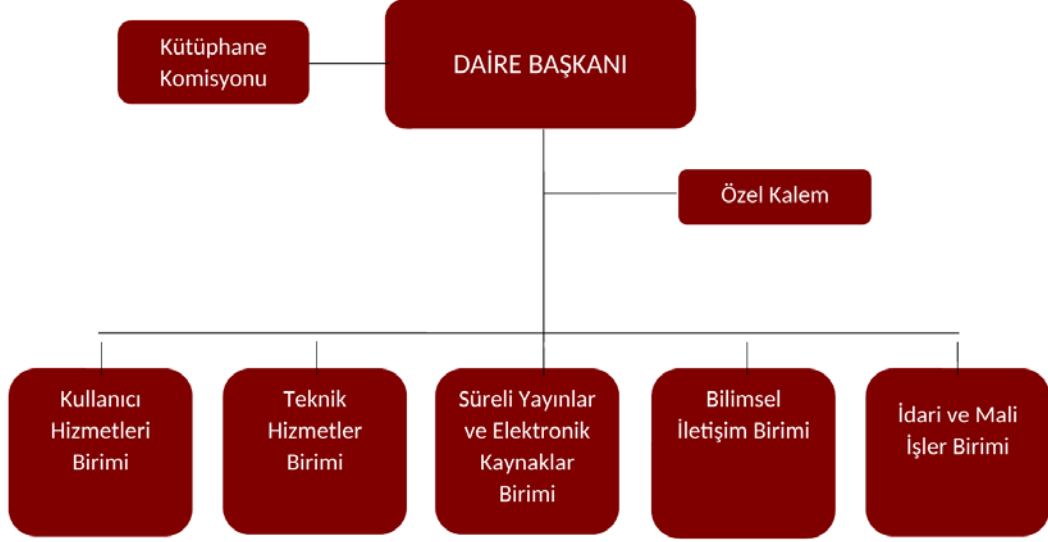 Kütüphane
Komisyonu
DAİRE BAŞKANI
Özel Kalem
Kullanıcı
Hizmetleri
Birimi
Teknik
Hizmetler
Birimi
Süreli Yayınlar
ve Elektronik
Kaynaklar
Birimi
Bilimsel
İletişim Birimi
İdari ve Mali
İşler Birimi